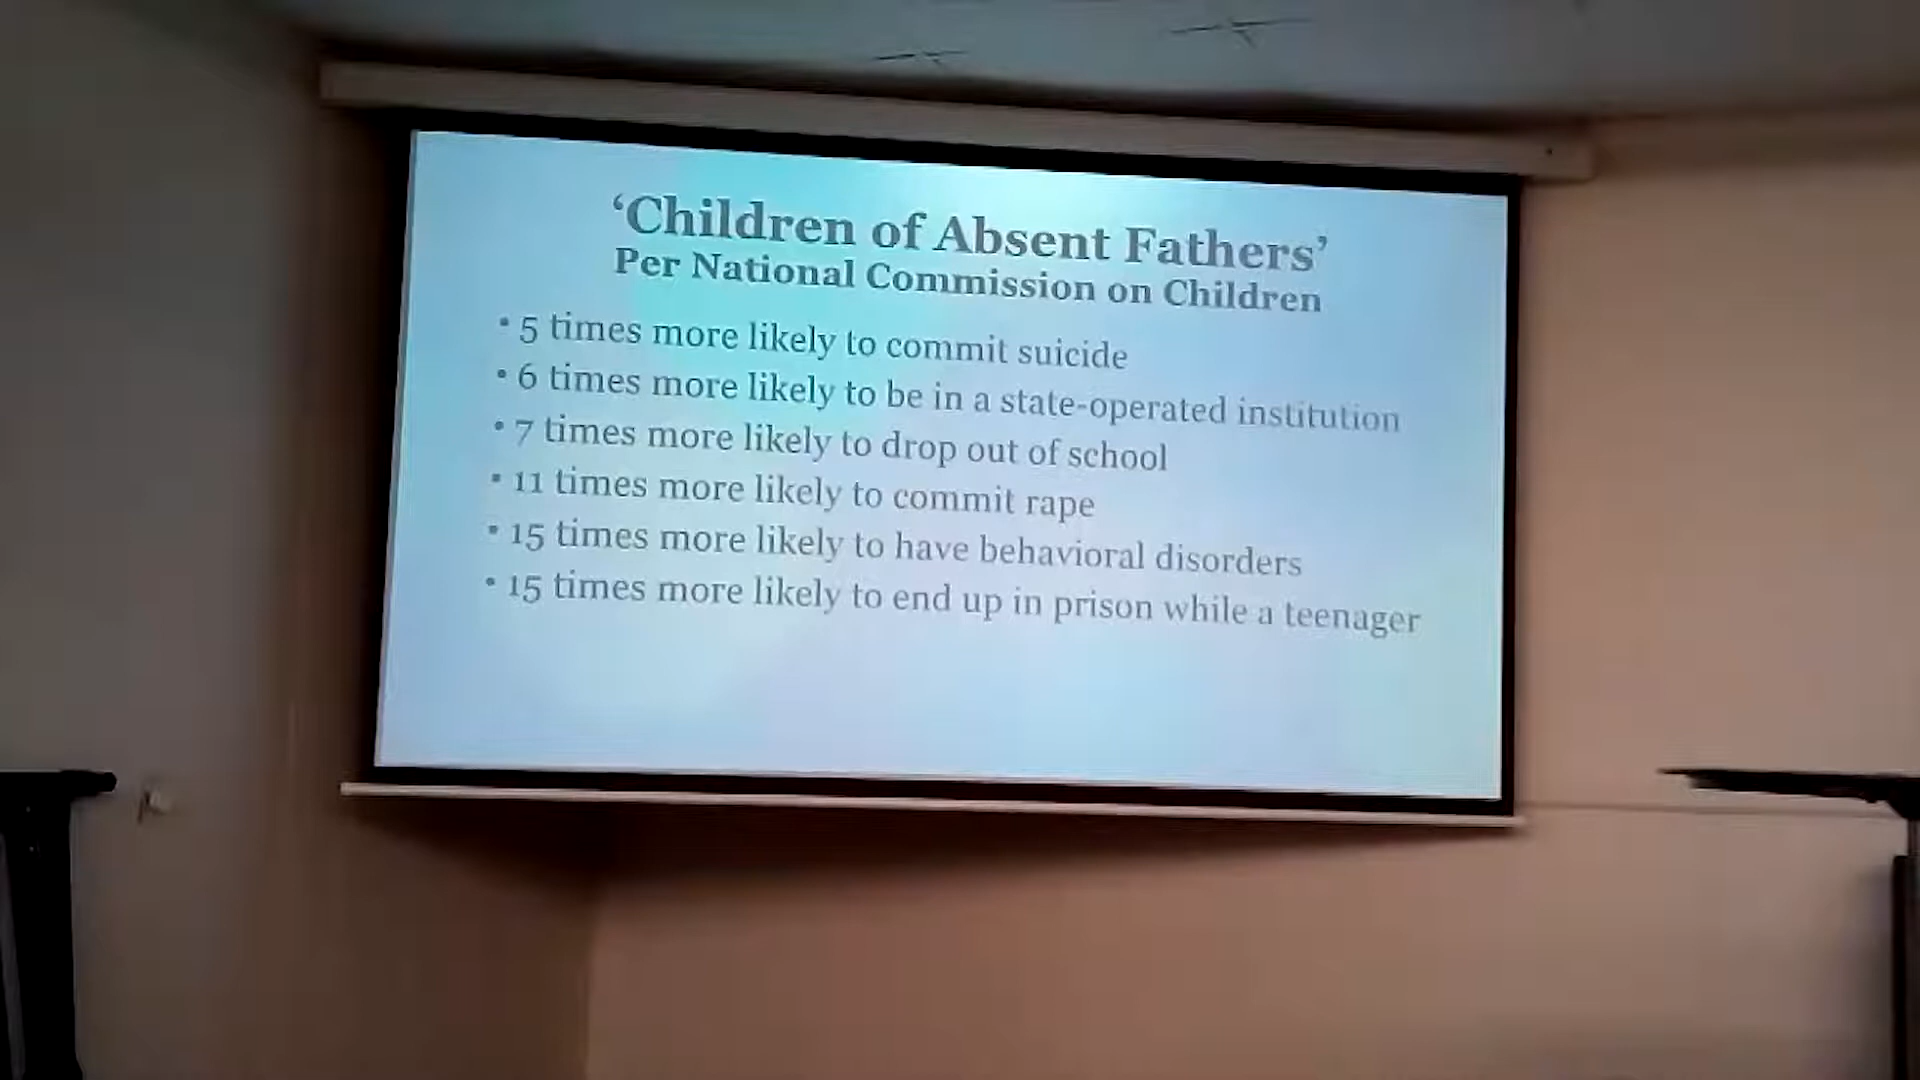 ‘Children of Absent Fathers’
Per National Commission on Children
• 5 times more likely to commit suicide
• 6 times more likely to be in a state-operated institution
• 7 times more likely to drop out of school
• 11 times more likely to commit rape
• 15 times more likely to have behavioral disorders
• 15 times more likely to end up in prison while a teenager